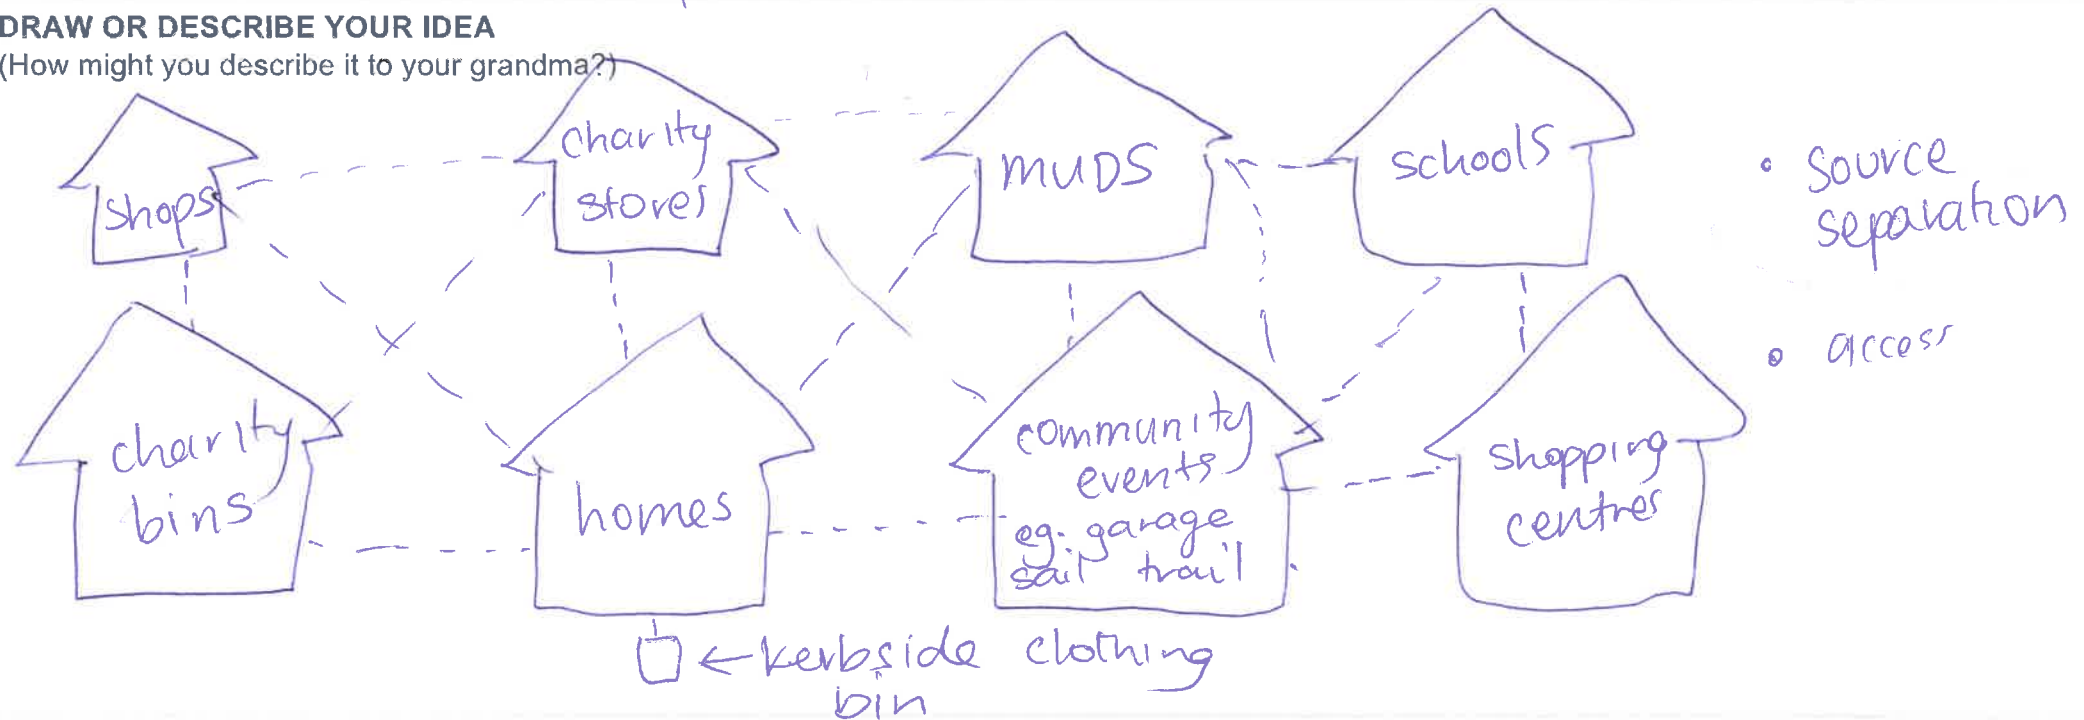 DRAW OR DESCRIBE YOUR IDEA
(How might you describe it to your grandma?)
shops
charity
stores
MUDS
schools
• source
separation
• access
charity
bins
homes
community
events
eg. garage
sail trail
shopping
centres
← kerbside clothing
bin